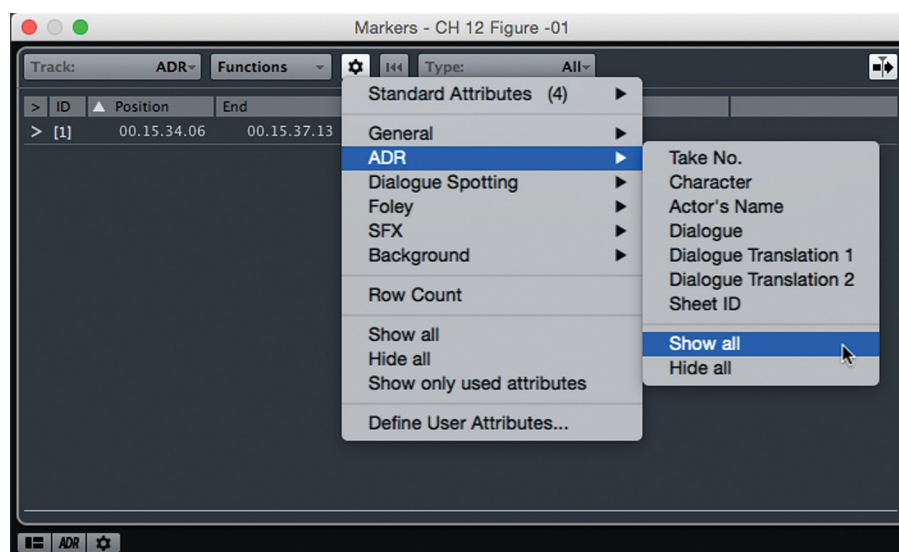 Markers - CH 12 Figure -01
Track: ADR Functions Type: All
> ID Position End
> [1] 00.15.34.06 00.15.37.13
Standard Attributes (4)
General
ADR
Dialogue Spotting
Foley
SFX
Background
Row Count
Show all
Hide all
Show only used attributes
Define User Attributes...
Take No.
Character
Actor's Name
Dialogue
Dialogue Translation 1
Dialogue Translation 2
Sheet ID
Show all
Hide all
ADR